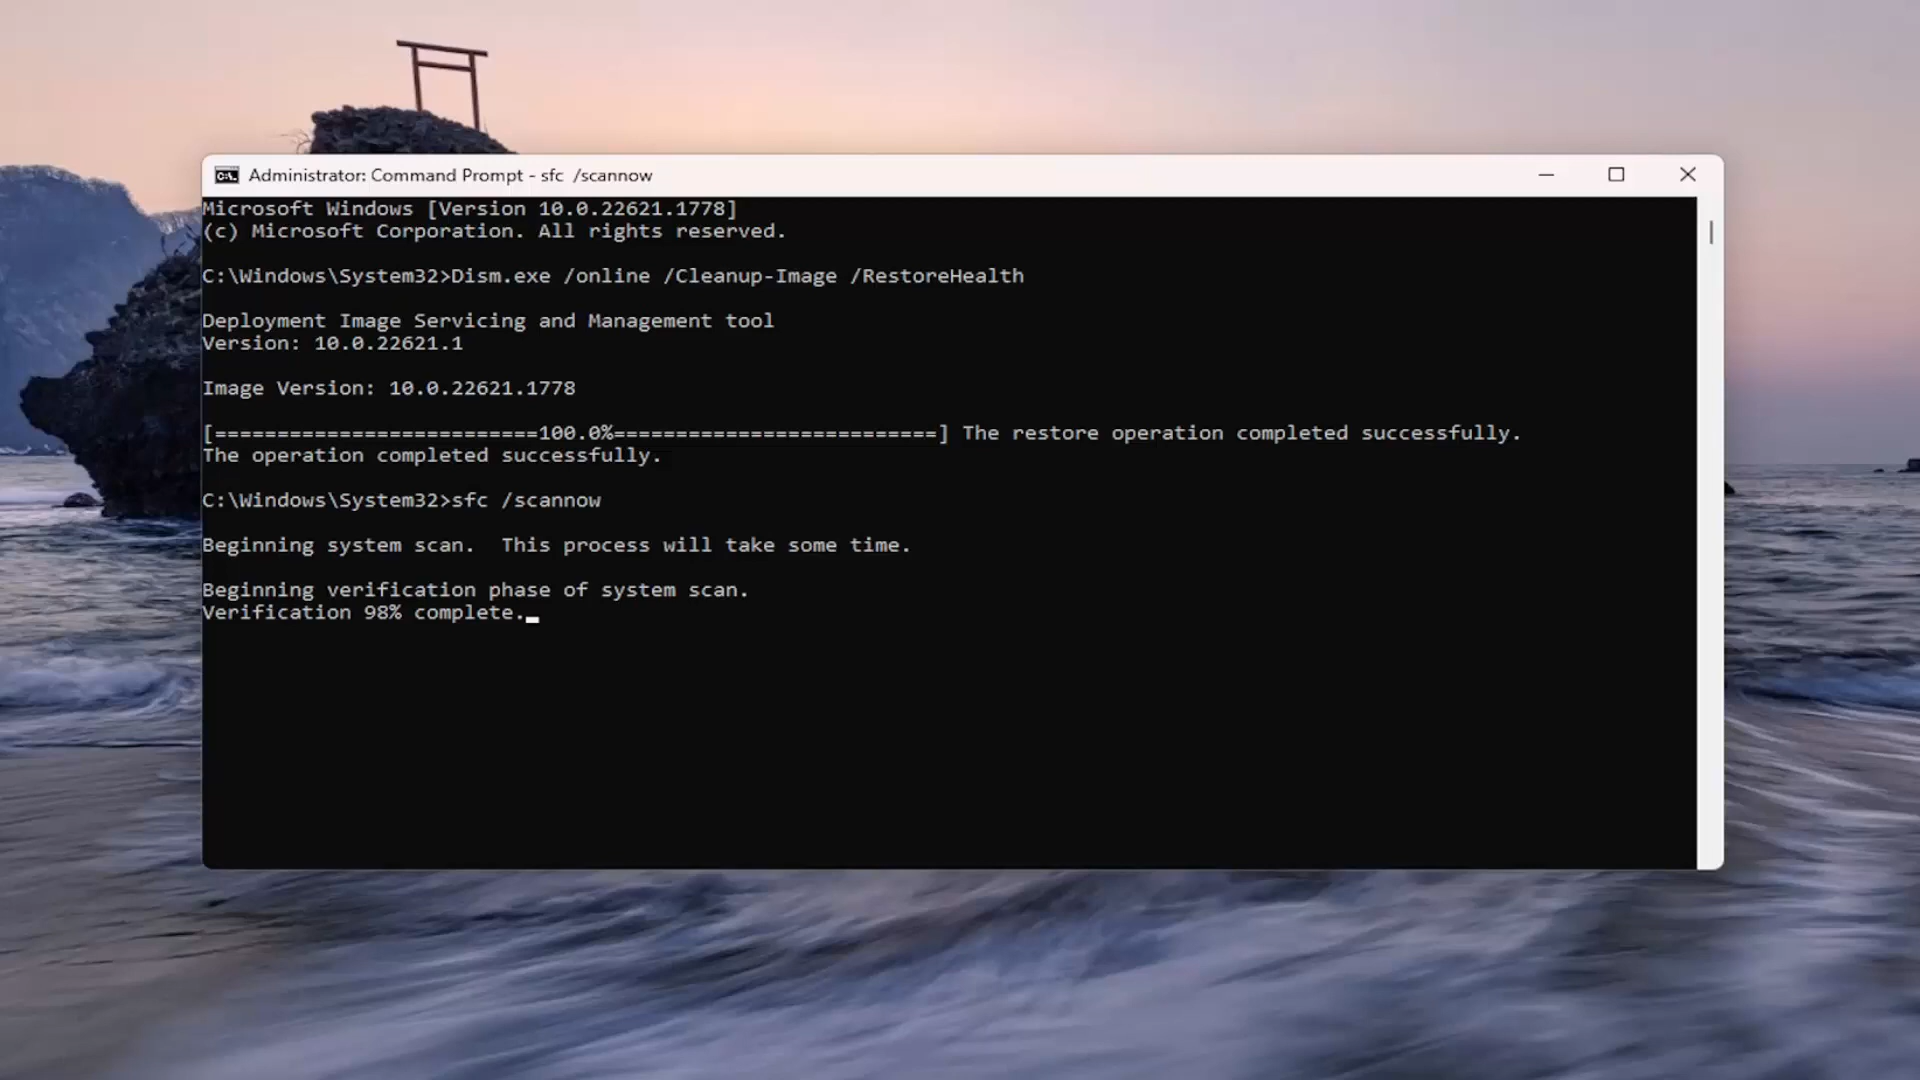 Administrator: Command Prompt - sfc  /scannow
Microsoft Windows [Version 10.0.22621.1778]
(c) Microsoft Corporation. All rights reserved.
C:\Windows\System32>Dism.exe /online /Cleanup-Image /RestoreHealth
Deployment Image Servicing and Management tool
Version: 10.0.22621.1
Image Version: 10.0.22621.1778
[==========================100.0%==========================] The restore operation completed successfully.
The operation completed successfully.
C:\Windows\System32>sfc /scannow
Beginning system scan.  This process will take some time.
Beginning verification phase of system scan.
Verification 98% complete.